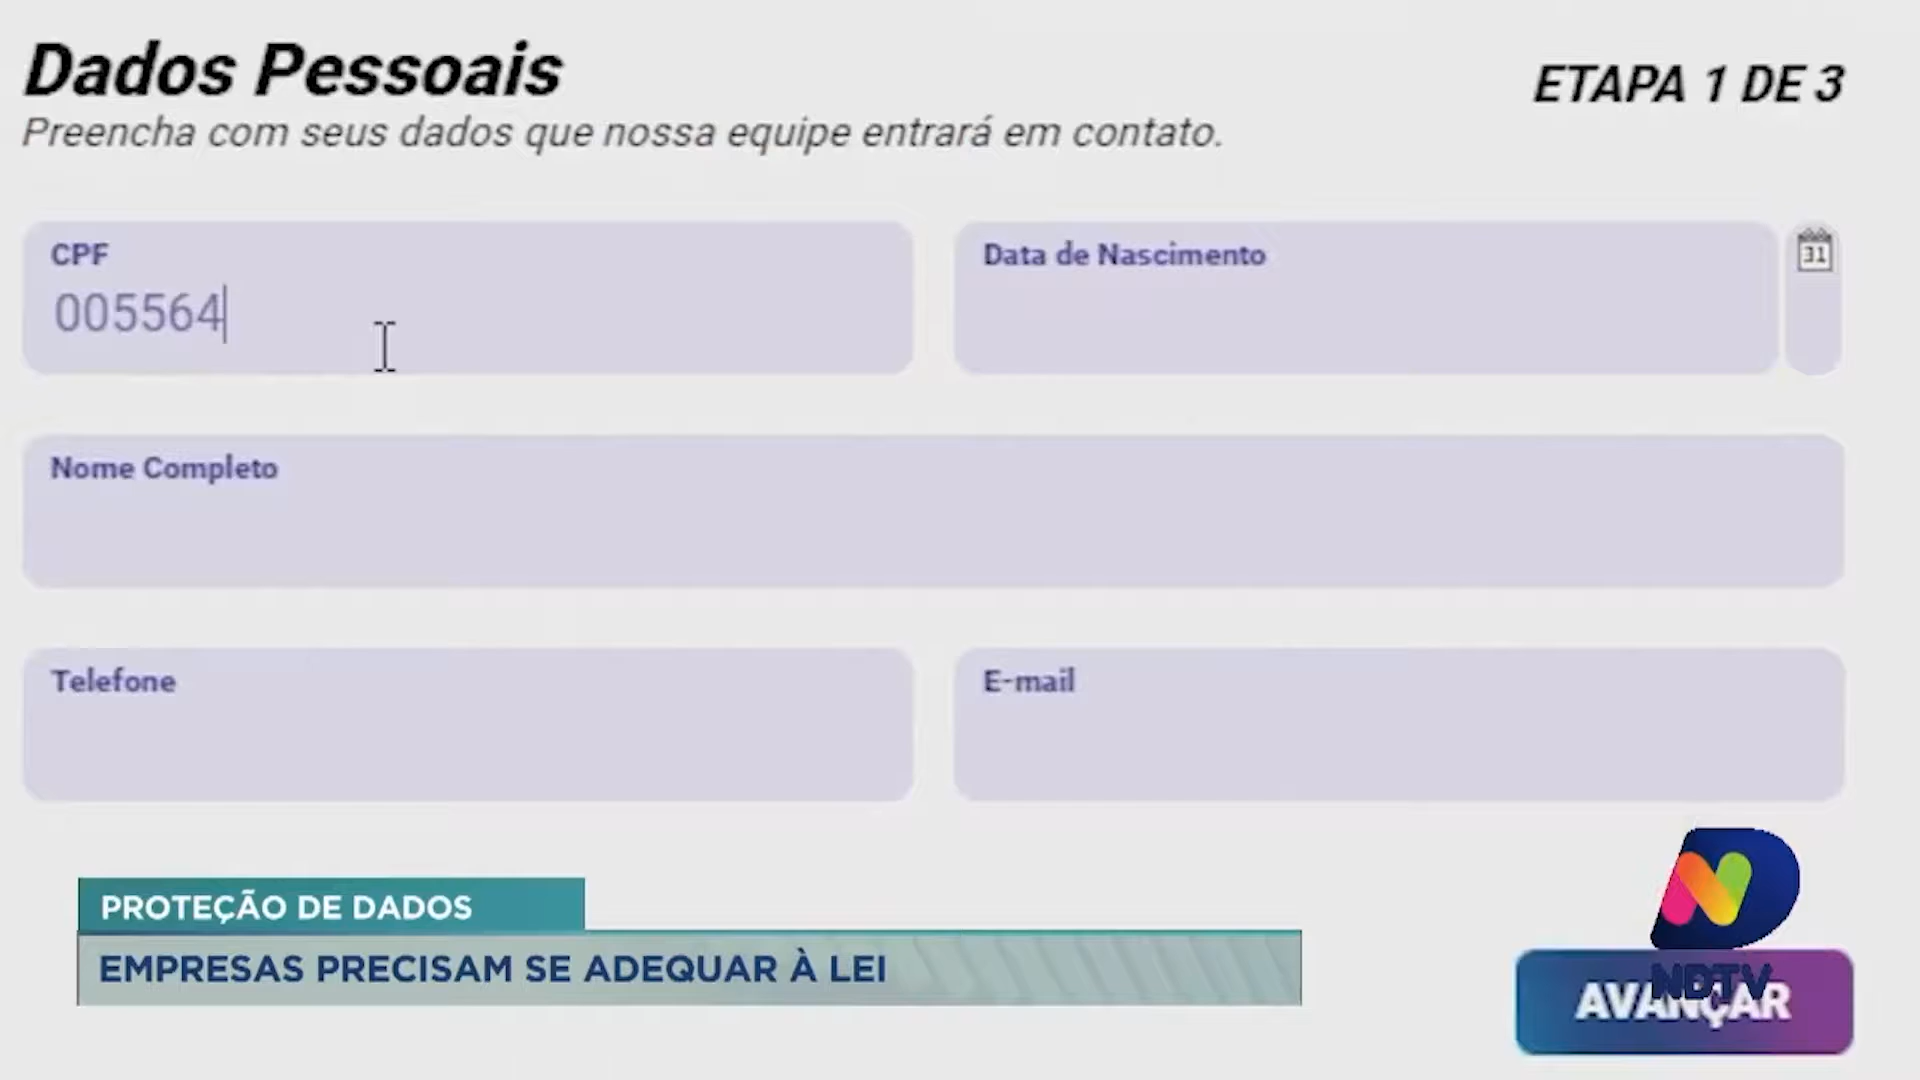 Dados Pessoais
ETAPA 1 DE 3
Preencha com seus dados que nossa equipe entrará em contato.
CPF
005564
Data de Nascimento
31
Nome Completo
Telefone
E-mail
PROTEÇÃO DE DADOS
EMPRESAS PRECISAM SE ADEQUAR À LEI
NDTV
AVANÇAR